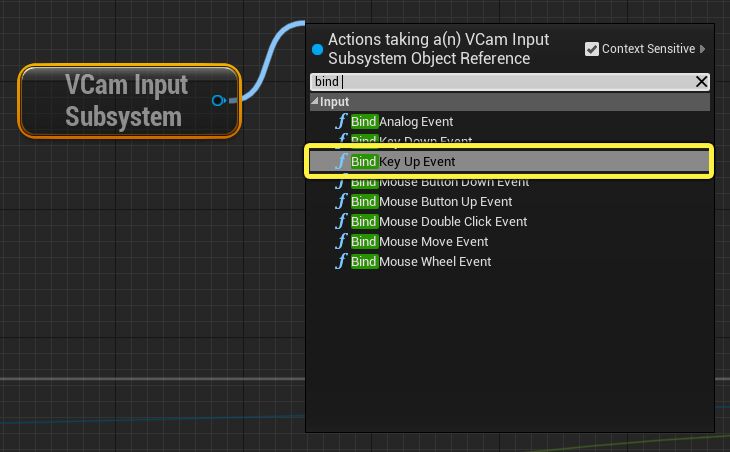 VCam Input
Subsystem
Actions taking a(n) VCam Input
Subsystem Object Reference
Context Sensitive
bind
Input
Bind Analog Event
Bind Key Down Event
Bind Key Up Event
Bind Mouse Button Down Event
Bind Mouse Button Up Event
Bind Mouse Double Click Event
Bind Mouse Move Event
Bind Mouse Wheel Event